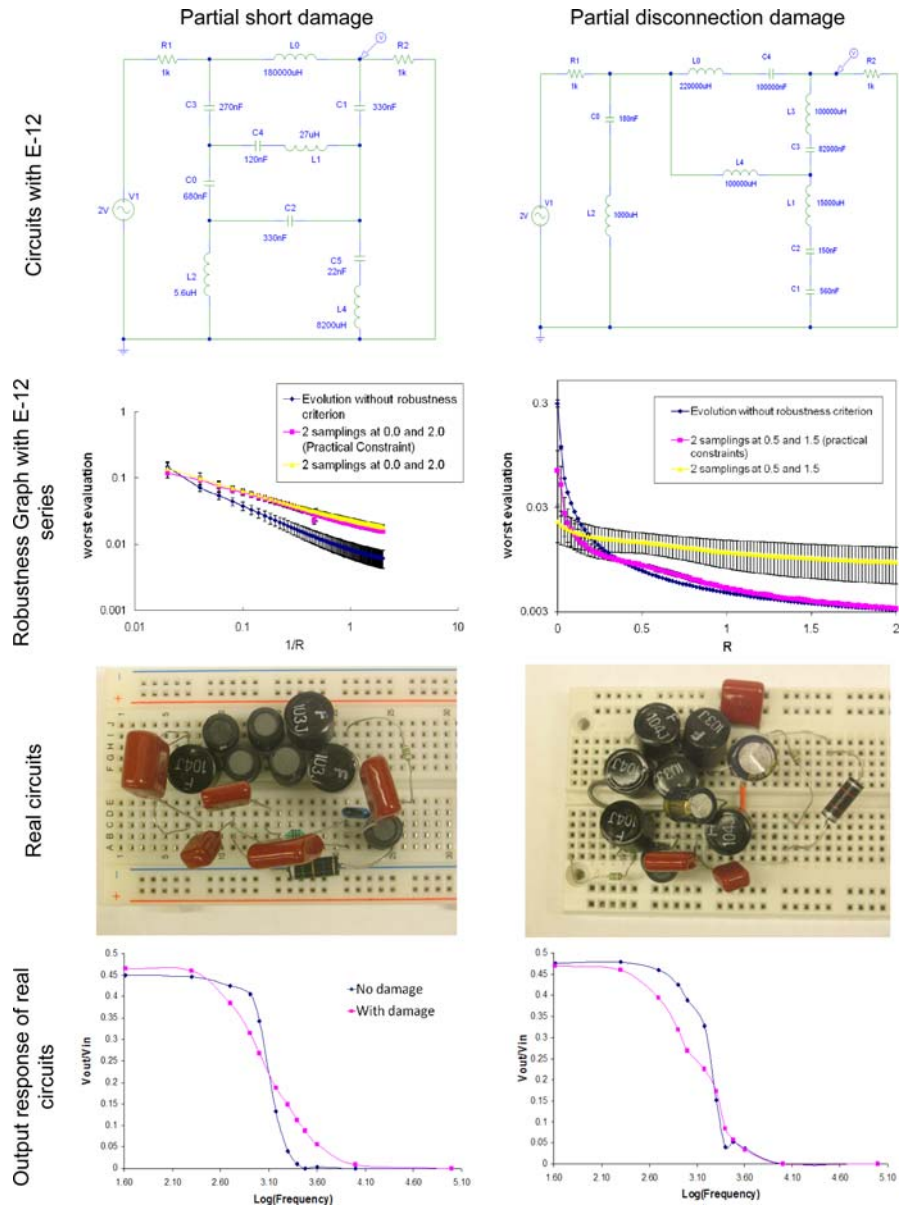 Partial short damage
Partial disconnection damage
Circuits with E-12
R1
1k
L0
180000uH
V
R2
1k
C3
270nF
C1
330nF
C4
120nF
27uH
L1
C0
680nF
C2
330nF
V1
2V
L2
5.6uH
C5
22nF
L4
8200uH
R1
1k
L0
220000uH
C4
100000nF
V
R2
1k
C0
180nF
L3
100000uH
C3
82000nF
L4
100000uH
V1
2V
L2
1000uH
L1
15000uH
C2
150nF
C1
560nF
Robustness Graph with E-12
series
worst evaluation
1
0.1
0.01
0.001
0.01
0.1
1
10
1/R
Evolution without robustness
criterion
2 samplings at 0.0 and 2.0
(Practical Constraint)
2 samplings at 0.0 and 2.0
worst evaluation
0.3
0.03
0.003
0
0.5
1
1.5
2
R
Evolution without robustness criterion
2 samplings at 0.5 and 1.5 (practical
constraints)
2 samplings at 0.5 and 1.5
Real circuits
104J
103J
F
104J
103J
104J
103J
104J
104J
Output response of real
circuits
Vout/Vin
0.5
0.45
0.4
0.35
0.3
0.25
0.2
0.15
0.1
0.05
0
1.60
2.10
2.60
3.10
3.60
4.10
4.60
5.10
Log(Frequency)
No damage
With damage
Vout/Vin
0.5
0.45
0.4
0.35
0.3
0.25
0.2
0.15
0.1
0.05
0
1.60
2.10
2.60
3.10
3.60
4.10
4.60
5.10
Log(Frequency)